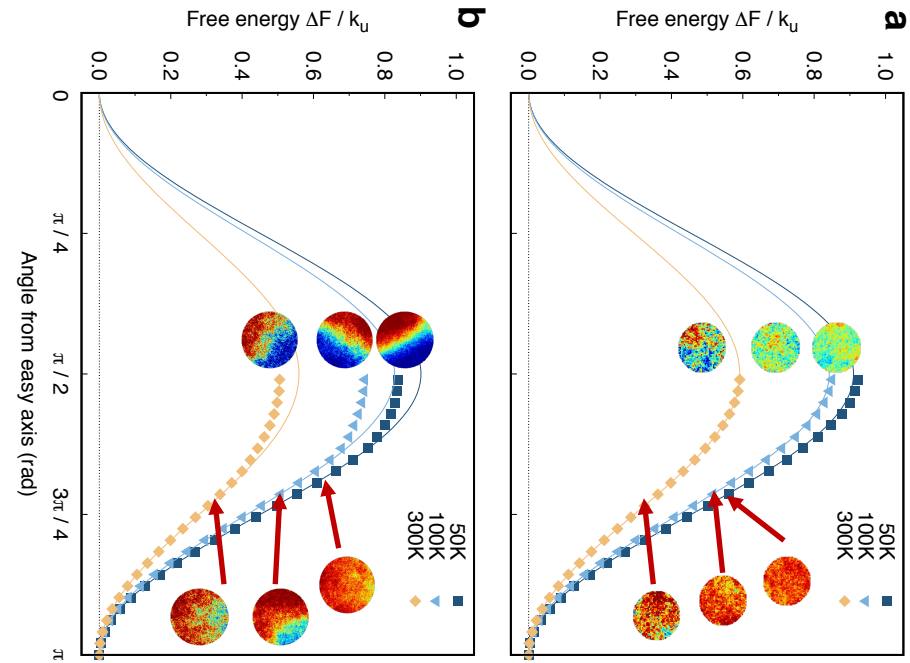 a
Free energy ΔF / kᵤ
1.0
0.8
0.6
0.4
0.2
0.0
50K
100K
300K
b
Free energy ΔF / kᵤ
1.0
0.8
0.6
0.4
0.2
0.0
50K
100K
300K
0
π / 4
π / 2
3π / 4
π
Angle from easy axis (rad)